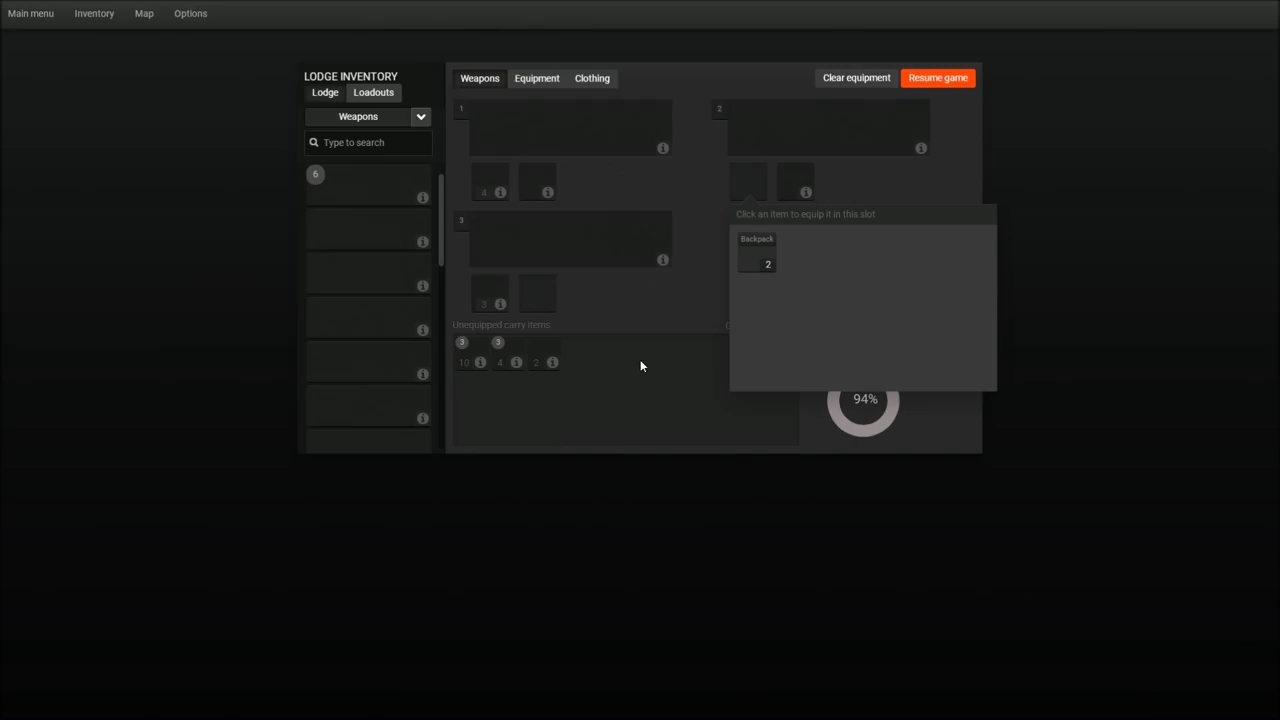 Main menu Inventory Map Options
LODGE INVENTORY
Lodge Loadouts
Weapons
Type to search
6
Weapons Equipment Clothing
Clear equipment Resume game
1
2
4
3
3
Click an item to equip it in this slot
Backpack
2
Unequipped carry items
3 3
10 4 2
94%